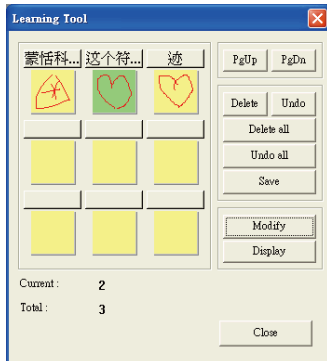 Learning Tool
蒙恬科... 这个符... 迹
PgUp PgDn
Delete Undo
Delete all
Undo all
Save
Modify
Display
Current : 2
Total : 3
Close